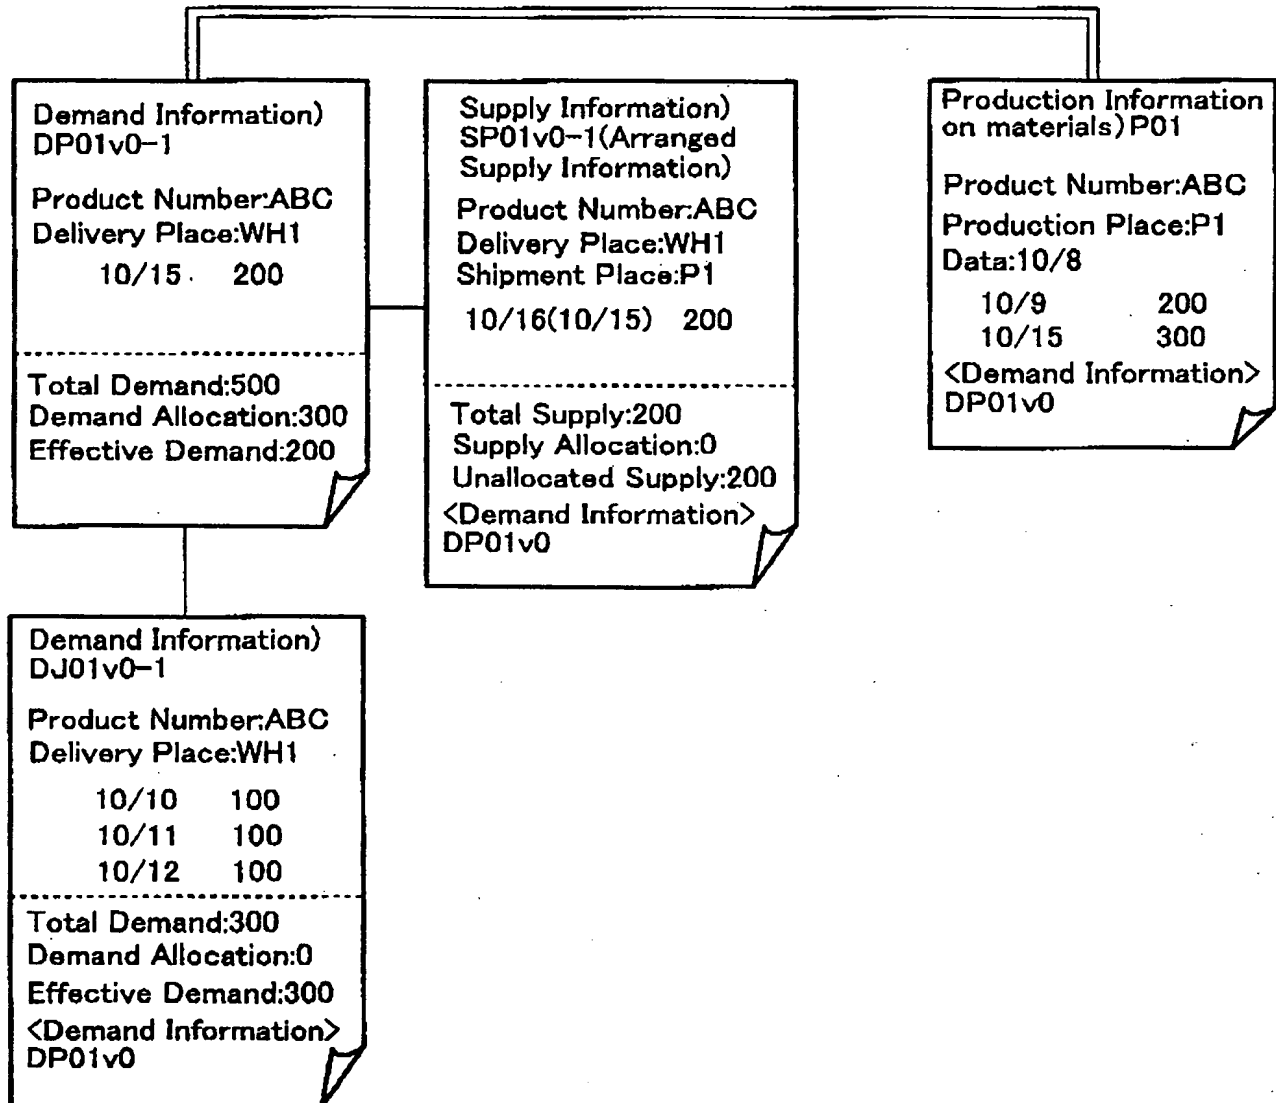 Demand Information)
DP01v0-1
Product Number:ABC
Delivery Place:WH1
10/15 200
Total Demand:500
Demand Allocation:300
Effective Demand:200
Supply Information)
SP01v0-1(Arranged
Supply Information)
Product Number:ABC
Delivery Place:WH1
Shipment Place:P1
10/16(10/15) 200
Total Supply:200
Supply Allocation:0
Unallocated Supply:200
<Demand Information>
DP01v0
Production Information
on materials)P01
Product Number:ABC
Production Place:P1
Data:10/8
10/9 200
10/15 300
<Demand Information>
DP01v0
Demand Information)
DJ01v0-1
Product Number:ABC
Delivery Place:WH1
10/10 100
10/11 100
10/12 100
Total Demand:300
Demand Allocation:0
Effective Demand:300
<Demand Information>
DP01v0